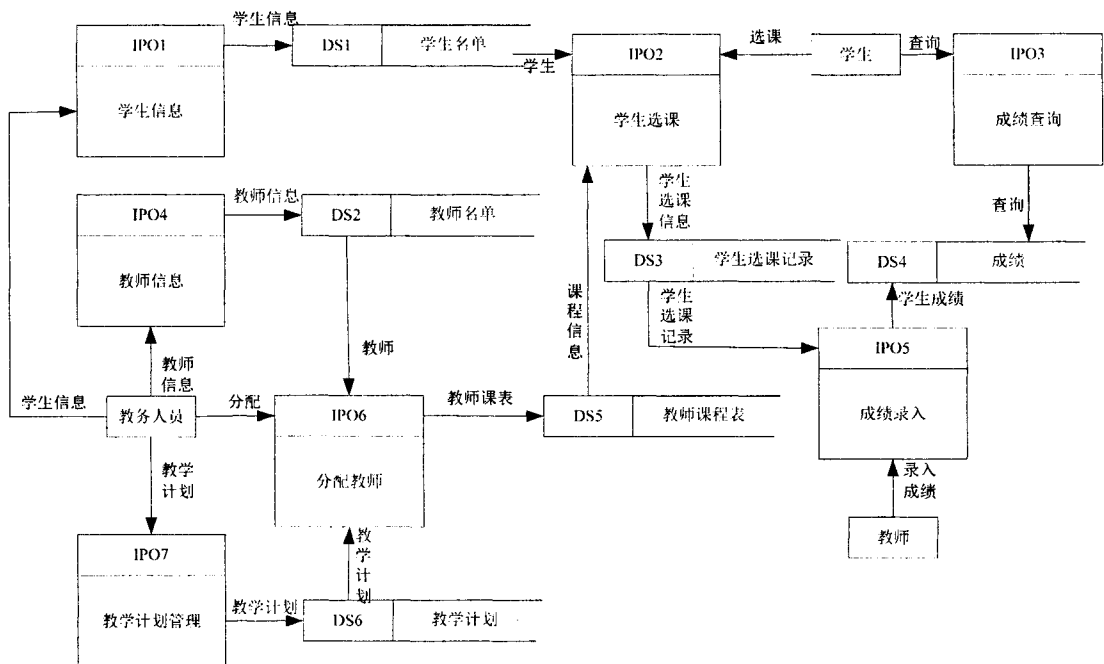 学生信息
IPO1
DS1
学生名单
学生
IPO2
选课
学生
查询
IPO3
学生信息
学生选课
成绩查询
教师信息
IPO4
DS2
教师名单
学生
选课
信息
查询
教师信息
DS3
学生选课记录
DS4
成绩
课
程
信
息
学生
选课
记录
学生成绩
教师
信息
教师
IPO5
学生信息
教务人员
分配
IPO6
教师课表
DS5
教师课程表
成绩录入
教学
计划
分配教师
录入
成绩
教
学
计
划
教师
IPO7
教学计划管理
教学计划
DS6
教学计划